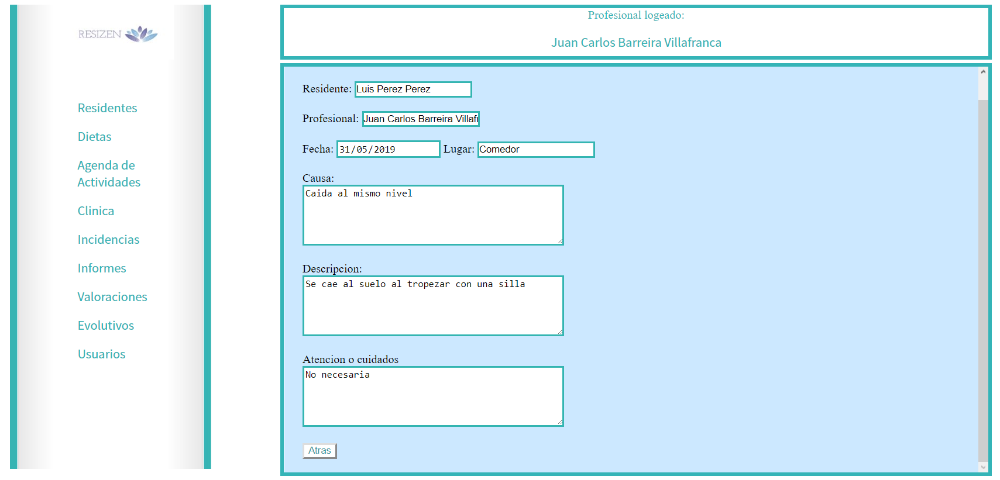 RESIZEN
Residentes
Dietas
Agenda de
Actividades
Clinica
Incidencias
Informes
Valoraciones
Evolutivos
Usuarios
Profesional logeado:
Juan Carlos Barreira Villafranca
Residente: Luis Perez Perez
Profesional: Juan Carlos Barreira Villafr
Fecha: 31/05/2019 Lugar: Comedor
Causa:
Caida al mismo nivel
Descripcion:
Se cae al suelo al tropezar con una silla
Atencion o cuidados
No necesaria
Atras